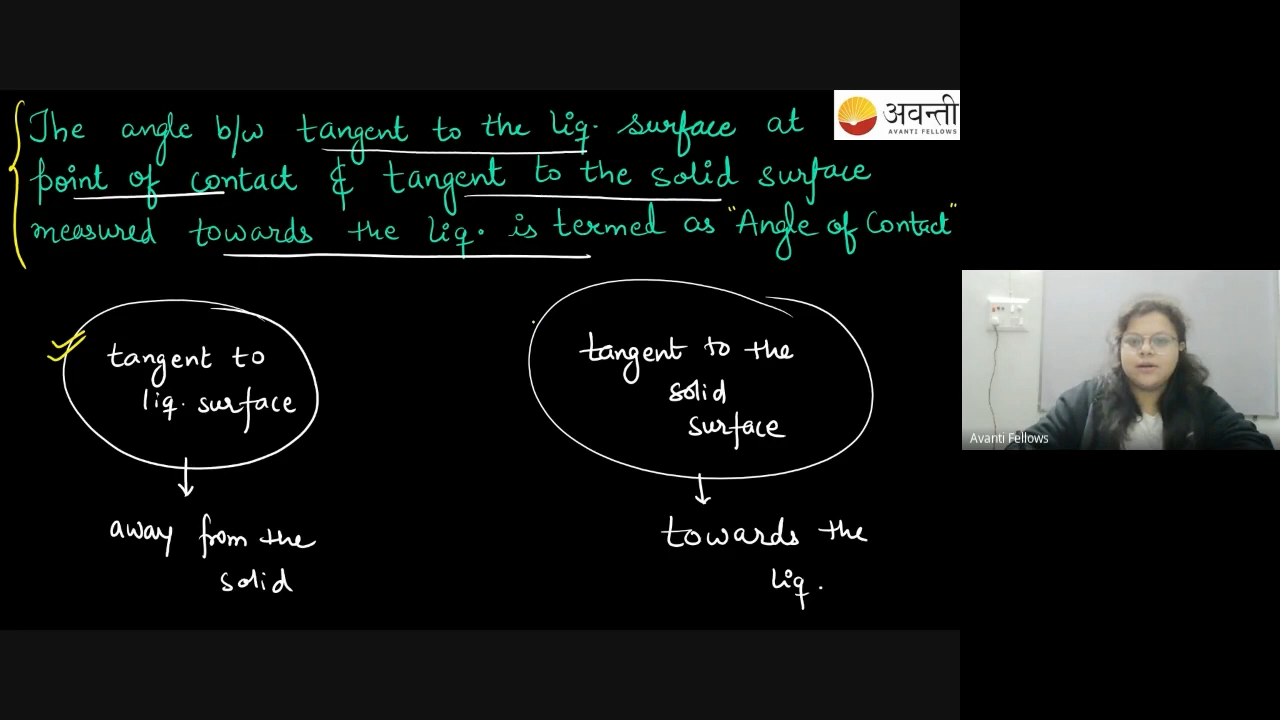 The angle b/w tangent to the liq. surface at
point of contact & tangent to the solid surface
measured towards the liq. is termed as "Angle of Contact"
अवन्ती
AVANTI FELLOWS
tangent to
liq. surface
away from the
solid
tangent to the
solid
surface
towards the
liq.
Avanti Fellows